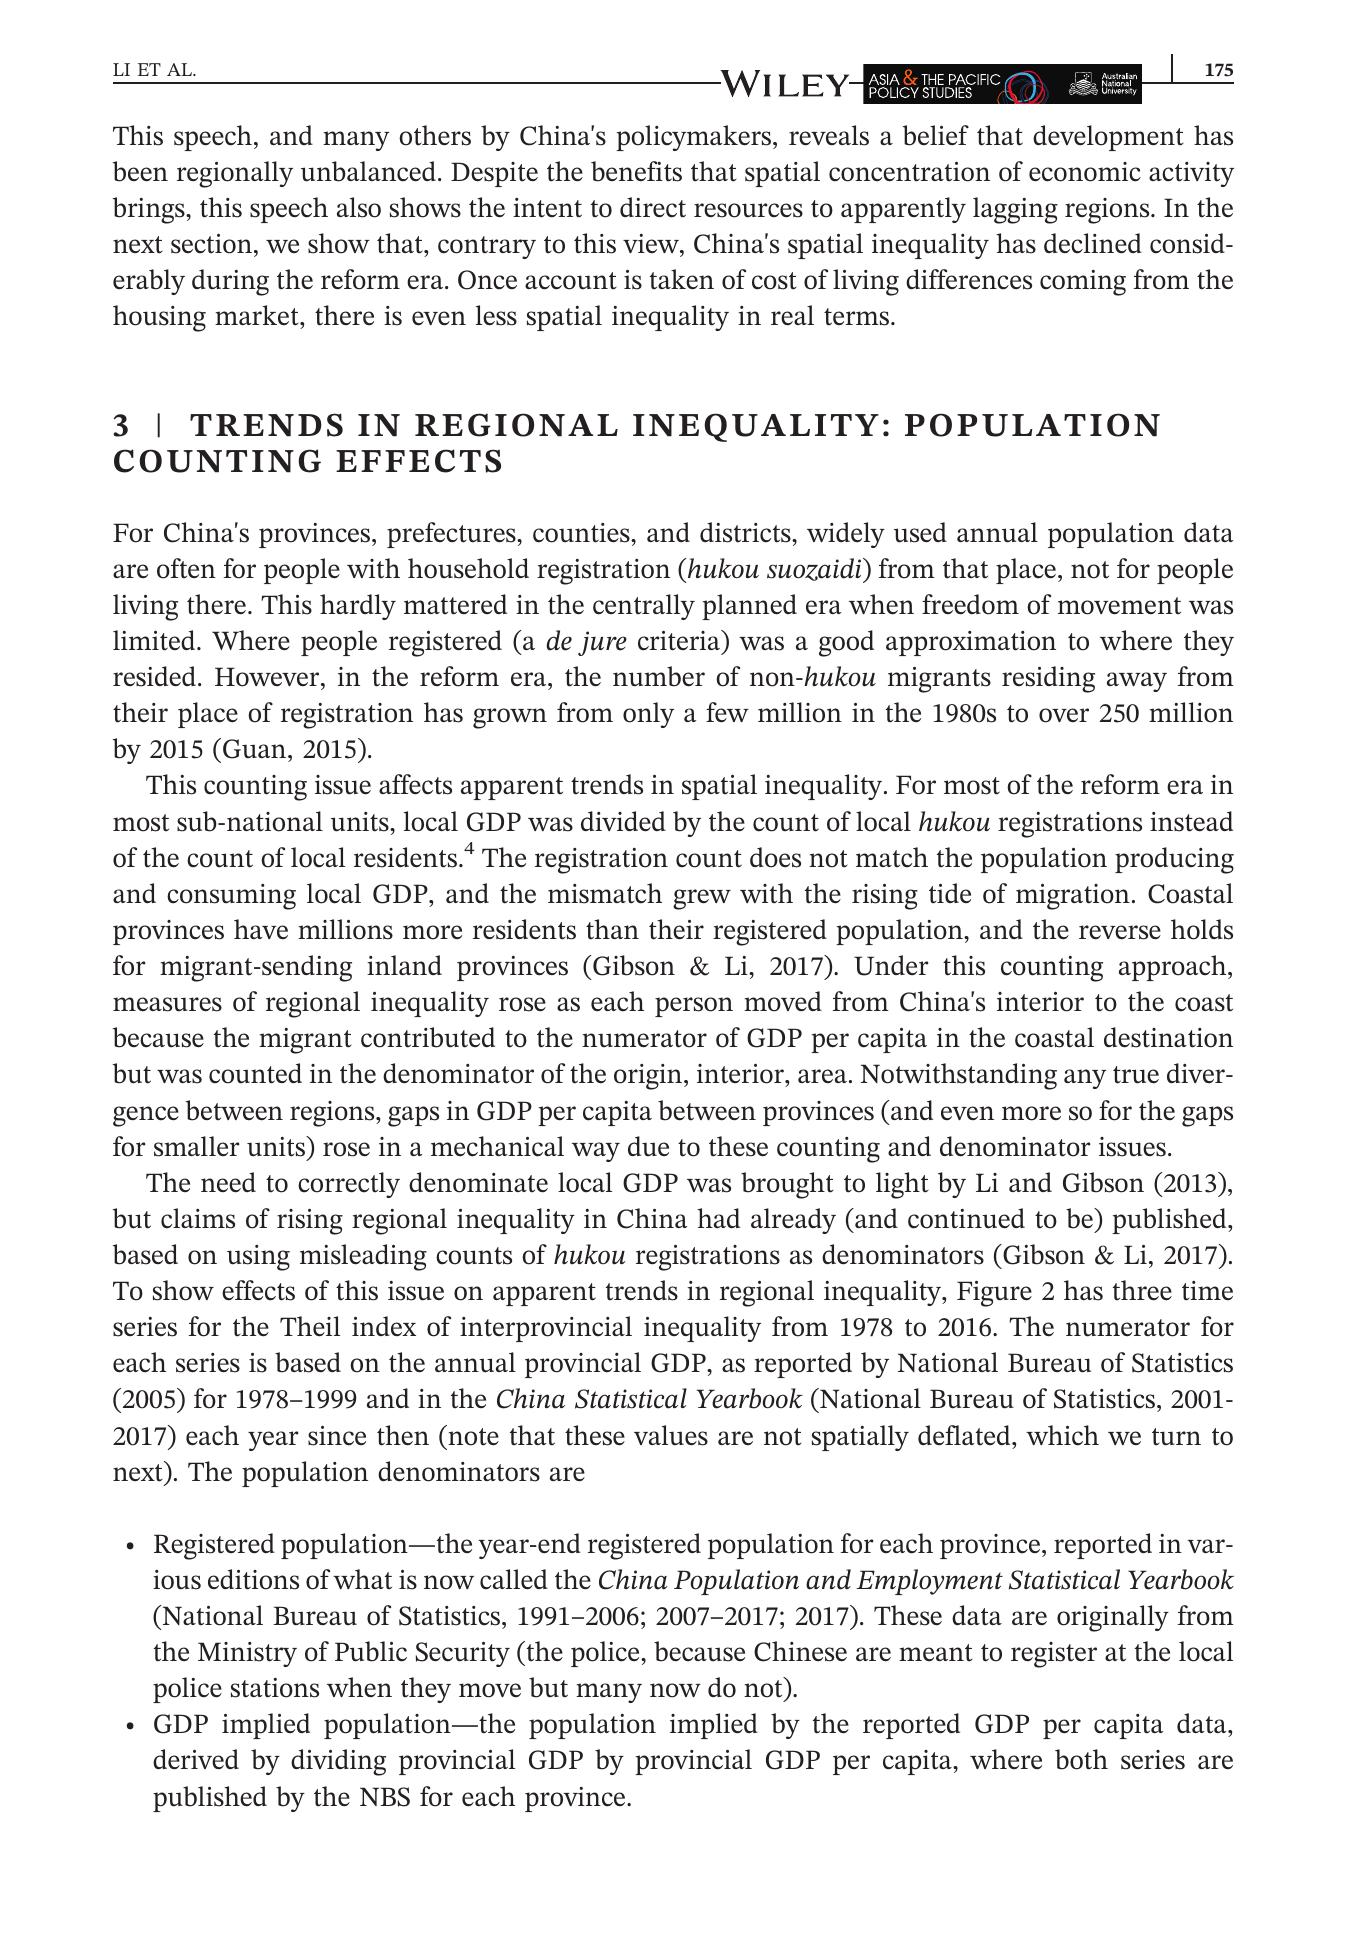 LI ET AL.
WILEY
ASIA & THE PACIFIC
POLICY STUDIES
Australian
National
University
175
This speech, and many others by China's policymakers, reveals a belief that development has
been regionally unbalanced. Despite the benefits that spatial concentration of economic activity
brings, this speech also shows the intent to direct resources to apparently lagging regions. In the
next section, we show that, contrary to this view, China's spatial inequality has declined consid-
erably during the reform era. Once account is taken of cost of living differences coming from the
housing market, there is even less spatial inequality in real terms.
3 | TRENDS IN REGIONAL INEQUALITY: POPULATION
COUNTING EFFECTS
For China's provinces, prefectures, counties, and districts, widely used annual population data
are often for people with household registration (hukou suozaidi) from that place, not for people
living there. This hardly mattered in the centrally planned era when freedom of movement was
limited. Where people registered (a de jure criteria) was a good approximation to where they
resided. However, in the reform era, the number of non-hukou migrants residing away from
their place of registration has grown from only a few million in the 1980s to over 250 million
by 2015 (Guan, 2015).
This counting issue affects apparent trends in spatial inequality. For most of the reform era in
most sub-national units, local GDP was divided by the count of local hukou registrations instead
of the count of local residents.4 The registration count does not match the population producing
and consuming local GDP, and the mismatch grew with the rising tide of migration. Coastal
provinces have millions more residents than their registered population, and the reverse holds
for migrant-sending inland provinces (Gibson & Li, 2017). Under this counting approach,
measures of regional inequality rose as each person moved from China's interior to the coast
because the migrant contributed to the numerator of GDP per capita in the coastal destination
but was counted in the denominator of the origin, interior, area. Notwithstanding any true diver-
gence between regions, gaps in GDP per capita between provinces (and even more so for the gaps
for smaller units) rose in a mechanical way due to these counting and denominator issues.
The need to correctly denominate local GDP was brought to light by Li and Gibson (2013),
but claims of rising regional inequality in China had already (and continued to be) published,
based on using misleading counts of hukou registrations as denominators (Gibson & Li, 2017).
To show effects of this issue on apparent trends in regional inequality, Figure 2 has three time
series for the Theil index of interprovincial inequality from 1978 to 2016. The numerator for
each series is based on the annual provincial GDP, as reported by National Bureau of Statistics
(2005) for 1978–1999 and in the China Statistical Yearbook (National Bureau of Statistics, 2001-
2017) each year since then (note that these values are not spatially deflated, which we turn to
next). The population denominators are
• Registered population—the year-end registered population for each province, reported in var-
ious editions of what is now called the China Population and Employment Statistical Yearbook
(National Bureau of Statistics, 1991–2006; 2007–2017; 2017). These data are originally from
the Ministry of Public Security (the police, because Chinese are meant to register at the local
police stations when they move but many now do not).
• GDP implied population—the population implied by the reported GDP per capita data,
derived by dividing provincial GDP by provincial GDP per capita, where both series are
published by the NBS for each province.